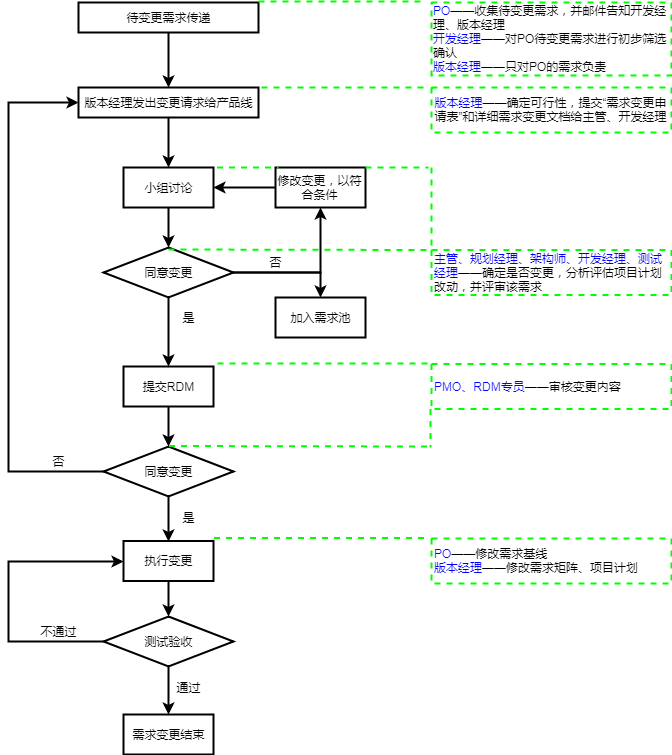 待变更需求传递
PO——收集待变更需求，并邮件告知开发经
理、版本经理
开发经理——对PO待变更需求进行初步筛选
确认
版本经理——只对PO的需求负责
版本经理发出变更请求给产品线
版本经理——确定可行性，提交“需求变更申
请表”和详细需求变更文档给主管、开发经理
小组讨论
修改变更，以符
合条件
同意变更
否
主管、规划经理、架构师、开发经理、测试
经理——确定是否变更，分析评估项目计划
改动，并评审该需求
加入需求池
是
提交RDM
PMO、RDM专员——审核变更内容
否
同意变更
是
执行变更
PO——修改需求基线
版本经理——修改需求矩阵、项目计划
不通过
测试验收
通过
需求变更结束